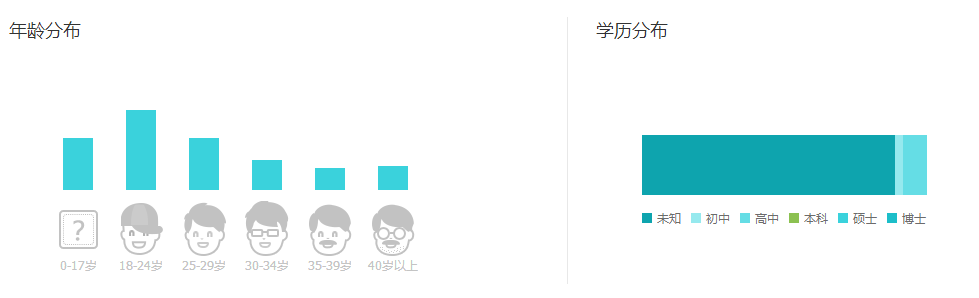 年龄分布
?
0-17岁 18-24岁 25-29岁 30-34岁 35-39岁 40岁以上
学历分布
未知 初中 高中 本科 硕士 博士